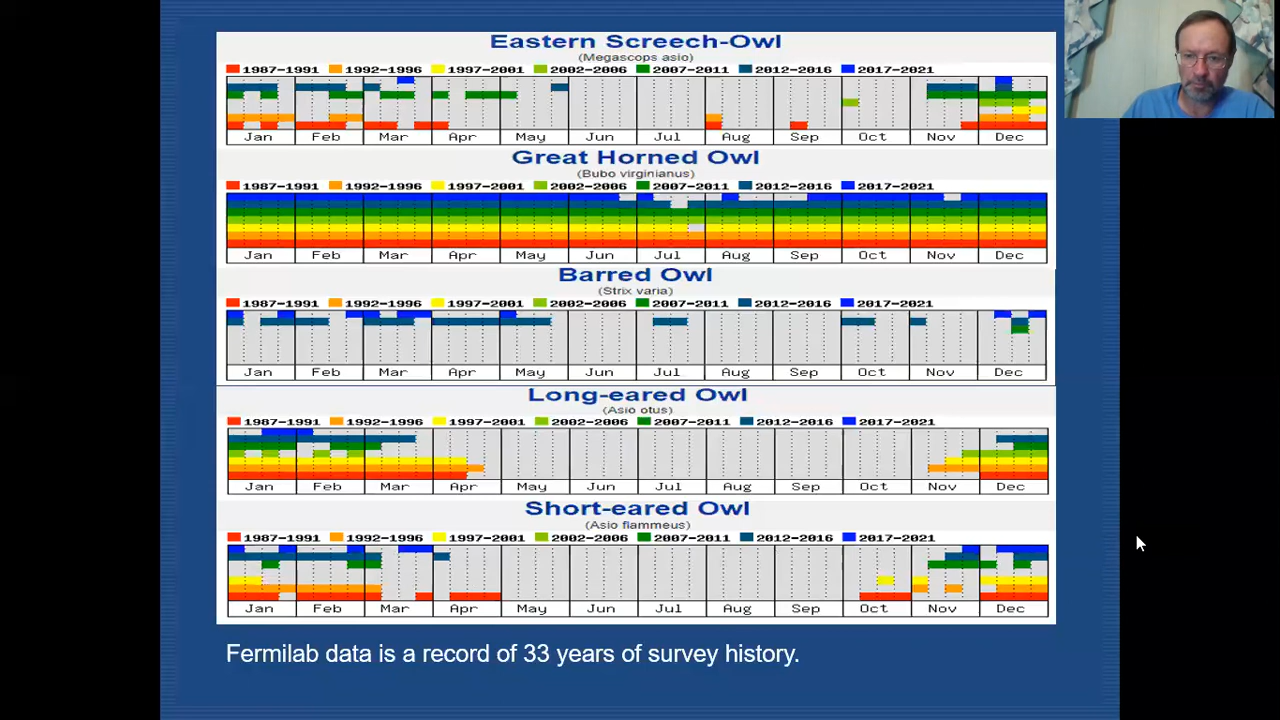 Eastern Screech-Owl
(Megascops asio)
1987-1991 1992-1996 1997-2001 2002-2006 2007-2011 2012-2016 2017-2021
Jan Feb Mar Apr May Jun Jul Aug Sep Oct Nov Dec
Great Horned Owl
(Bubo virginianus)
1987-1991 1992-1996 1997-2001 2002-2006 2007-2011 2012-2016 2017-2021
Jan Feb Mar Apr May Jun Jul Aug Sep Oct Nov Dec
Barred Owl
(Strix varia)
1987-1991 1992-1996 1997-2001 2002-2006 2007-2011 2012-2016 2017-2021
Jan Feb Mar Apr May Jun Jul Aug Sep Oct Nov Dec
Long-eared Owl
(Asio otus)
1987-1991 1992-1996 1997-2001 2002-2006 2007-2011 2012-2016 2017-2021
Jan Feb Mar Apr May Jun Jul Aug Sep Oct Nov Dec
Short-eared Owl
(Asio flammeus)
1987-1991 1992-1996 1997-2001 2002-2006 2007-2011 2012-2016 2017-2021
Jan Feb Mar Apr May Jun Jul Aug Sep Oct Nov Dec
Fermilab data is a record of 33 years of survey history.